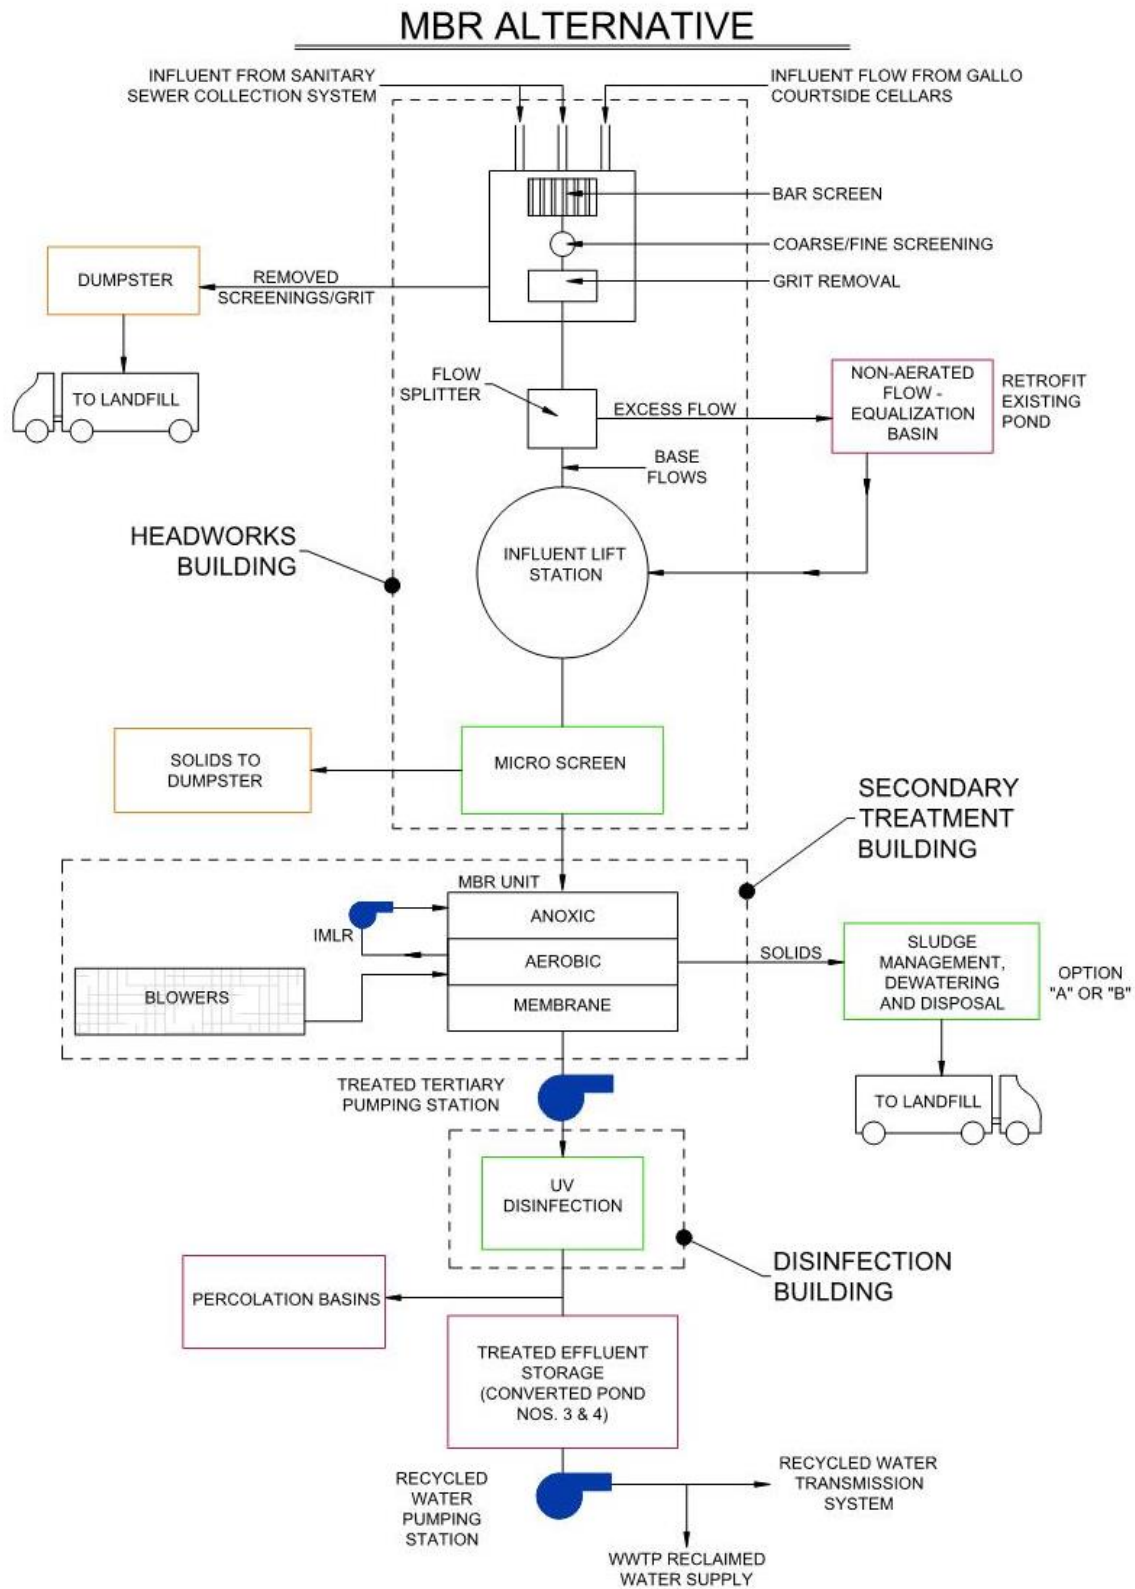 MBR ALTERNATIVE
INFLUENT FROM SANITARY
SEWER COLLECTION SYSTEM
INFLUENT FLOW FROM GALLO
COURTSIDE CELLARS
BAR SCREEN
COARSE/FINE SCREENING
GRIT REMOVAL
DUMPSTER
REMOVED
SCREENINGS/GRIT
TO LANDFILL
FLOW
SPLITTER
EXCESS FLOW
NON-AERATED
FLOW -
EQUALIZATION
BASIN
RETROFIT
EXISTING
POND
BASE
FLOWS
HEADWORKS
BUILDING
INFLUENT LIFT
STATION
SOLIDS TO
DUMPSTER
MICRO SCREEN
SECONDARY
TREATMENT
BUILDING
MBR UNIT
ANOXIC
IMLR
AEROBIC
BLOWERS
MEMBRANE
SOLIDS
SLUDGE
MANAGEMENT,
DEWATERING
AND DISPOSAL
OPTION
"A" OR "B"
TREATED TERTIARY
PUMPING STATION
TO LANDFILL
UV
DISINFECTION
DISINFECTION
BUILDING
PERCOLATION BASINS
TREATED EFFLUENT
STORAGE
(CONVERTED POND
NOS. 3 & 4)
RECYCLED
WATER
PUMPING
STATION
RECYCLED WATER
TRANSMISSION
SYSTEM
WWTP RECLAIMED
WATER SUPPLY